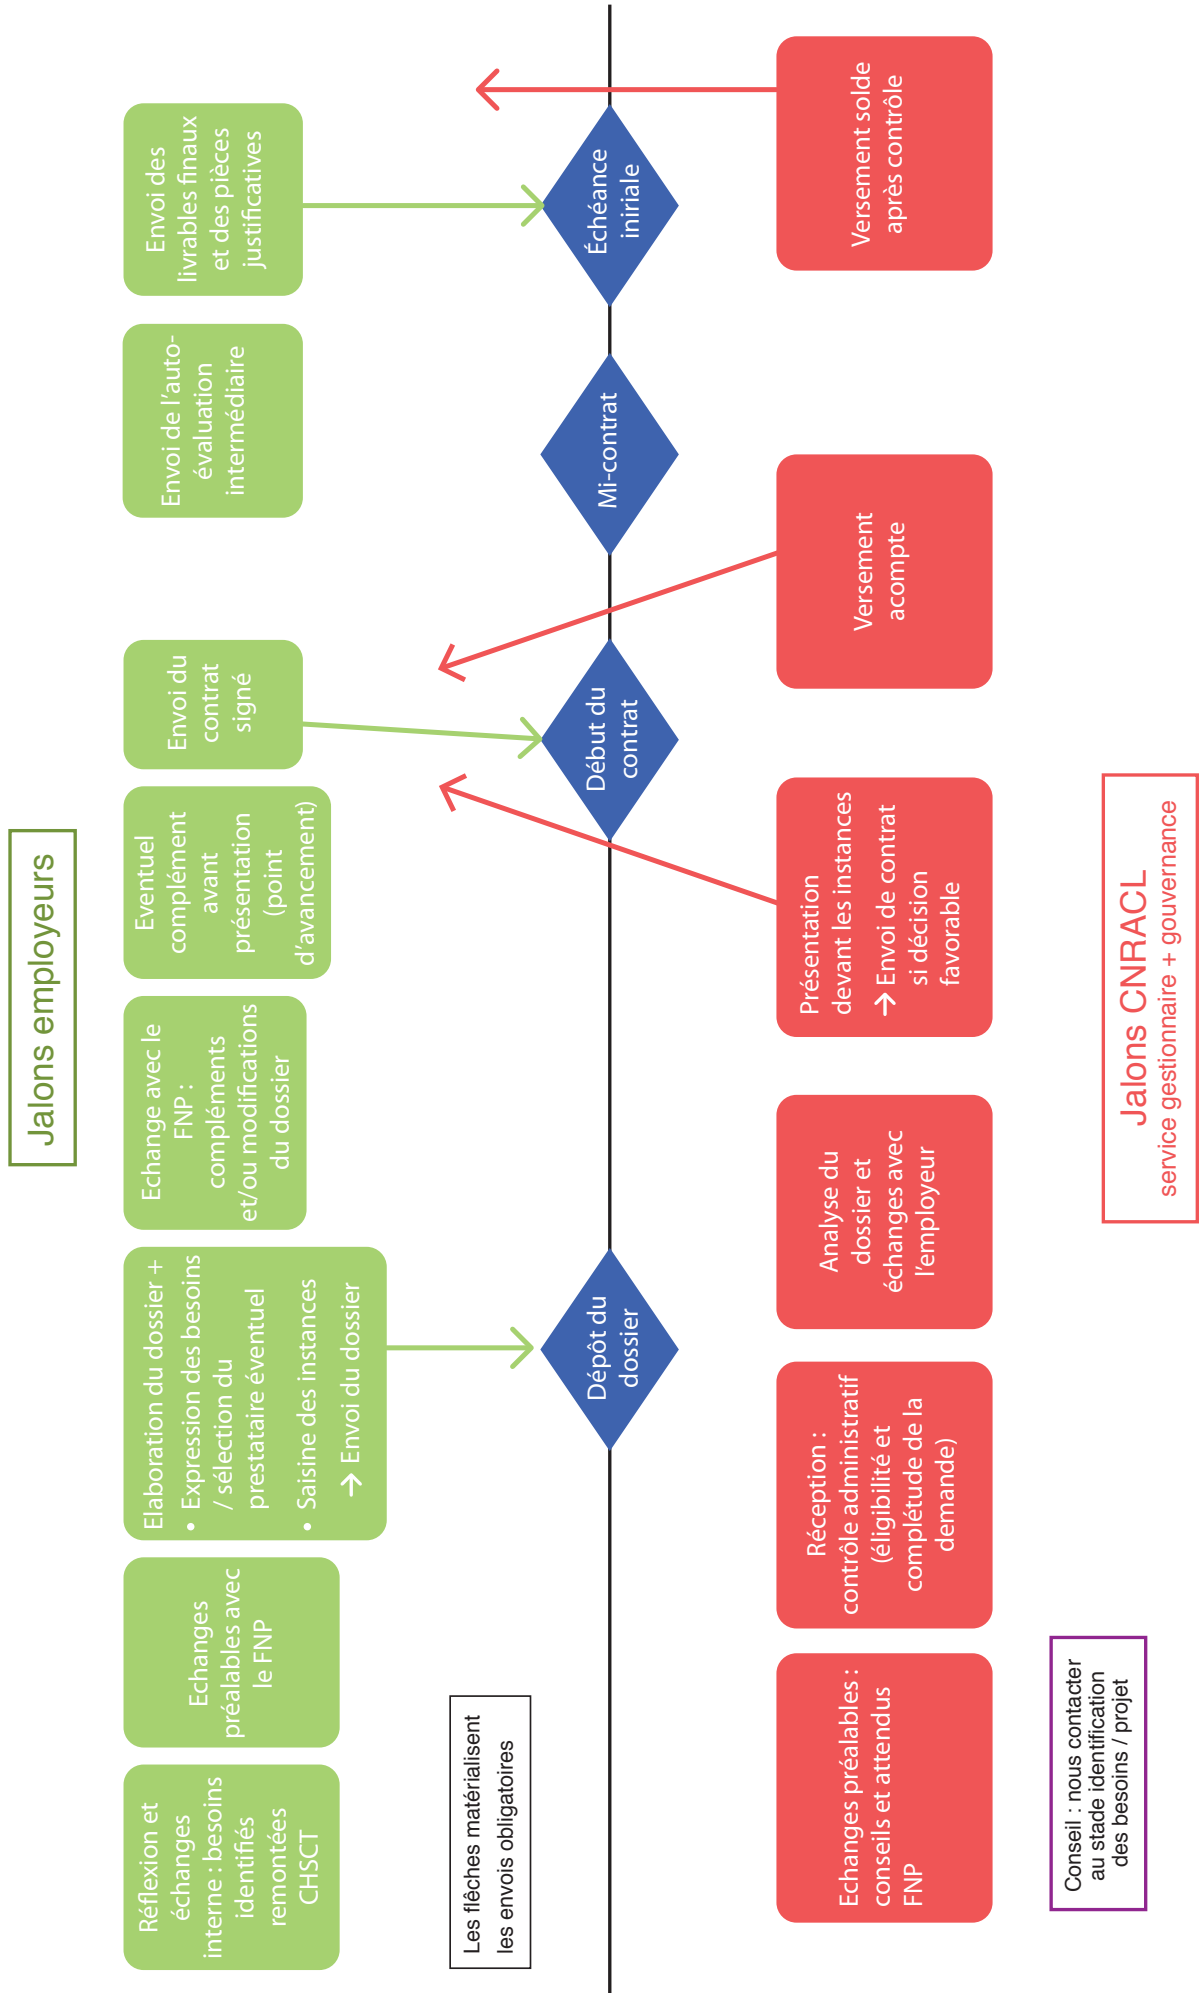 Jalons employeurs
Réflexion et
échanges
interne : besoins
identifiés
remontées
CHSCT
Echanges
préalables avec
le FNP
Elaboration du dossier +
• Expression des besoins
/ sélection du
prestataire éventuel
• Saisine des instances
→ Envoi du dossier
Echange avec le
FNP :
compléments
et/ou modifications
du dossier
Eventuel
complément
avant
présentation
(point
d'avancement)
Envoi du
contrat
signé
Envoi de l'auto-
évaluation
intermédiaire
Envoi des
livrables finaux
et des pièces
justificatives
Les flêches matérialisent
les envois obligatoires
Dépôt du
dossier
Début du
contrat
Mi-contrat
Échéance
iniriale
Echanges préalables :
conseils et attendus
FNP
Réception :
contrôle administratif
(éligibilité et
complétude de la
demande)
Analyse du
dossier et
échanges avec
l'employeur
Présentation
devant les instances
→ Envoi de contrat
si décision
favorable
Versement
acompte
Versement solde
après contrôle
Conseil : nous contacter
au stade identification
des besoins / projet
Jalons CNRACL
service gestionnaire + gouvernance